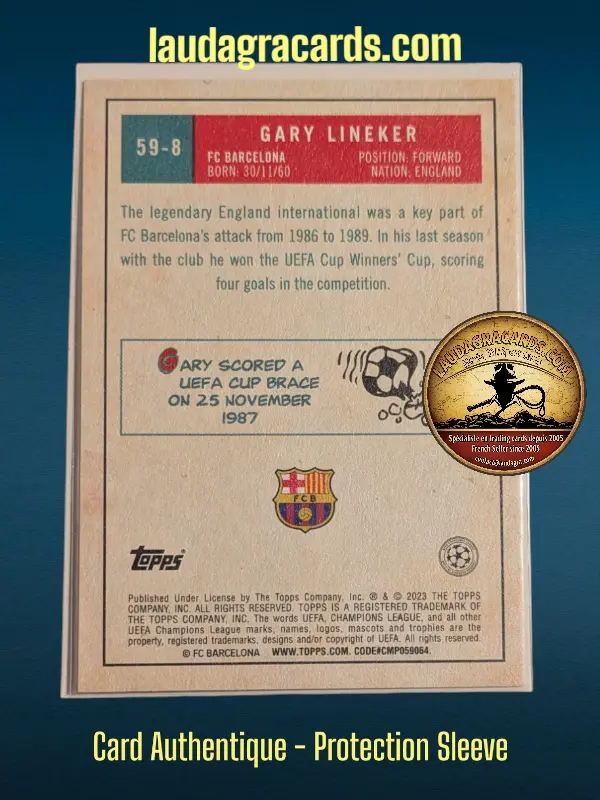 laudagracards.com
59-8
GARY LINEKER
FC BARCELONA
POSITION: FORWARD
BORN: 30/11/60
NATION: ENGLAND
The legendary England international was a key part of
FC Barcelona's attack from 1986 to 1989. In his last season
with the club he won the UEFA Cup Winners' Cup, scoring
four goals in the competition.
GARY SCORED A
UEFA CUP BRACE
ON 25 NOVEMBER
1987
LAUDAGRACARDS.COM
Spécialiste en trading cards depuis 2005
French Seller since 2005
FCB
topps
Published Under License by The Topps Company, Inc. ® & © 2023 THE TOPPS
COMPANY, INC. ALL RIGHTS RESERVED. TOPPS IS A REGISTERED TRADEMARK OF
THE TOPPS COMPANY, INC. The words UEFA, CHAMPIONS LEAGUE, and all other
UEFA Champions League marks, names, logos, mascots and trophies are the
property, registered trademarks, designs and/or copyright of UEFA. All rights reserved.
© FC BARCELONA WWW.TOPPS.COM. CODE#CMP059064.
Card Authentique - Protection Sleeve